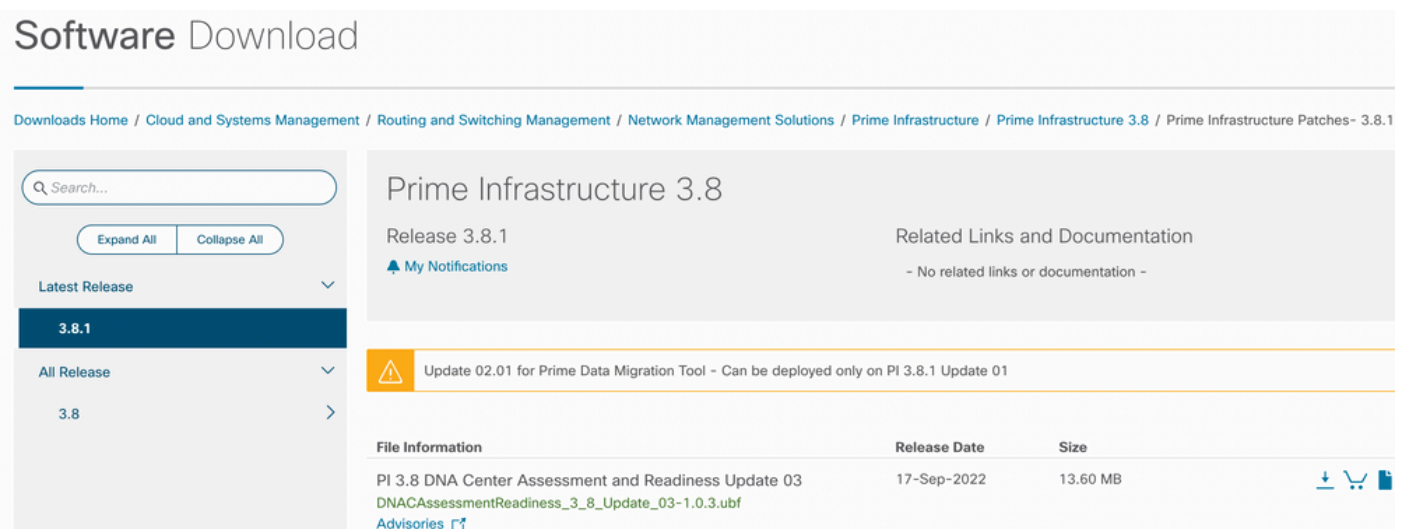 Software Download
Downloads Home / Cloud and Systems Management / Routing and Switching Management / Network Management Solutions / Prime Infrastructure / Prime Infrastructure 3.8 / Prime Infrastructure Patches- 3.8.1
Search...
Expand All Collapse All
Latest Release
3.8.1
All Release
3.8
Prime Infrastructure 3.8
Release 3.8.1
My Notifications
Related Links and Documentation
- No related links or documentation -
Update 02.01 for Prime Data Migration Tool - Can be deployed only on PI 3.8.1 Update 01
File Information Release Date Size
PI 3.8 DNA Center Assessment and Readiness Update 03 17-Sep-2022 13.60 MB
DNACAssessmentReadiness_3_8_Update_03-1.0.3.ubf
Advisories